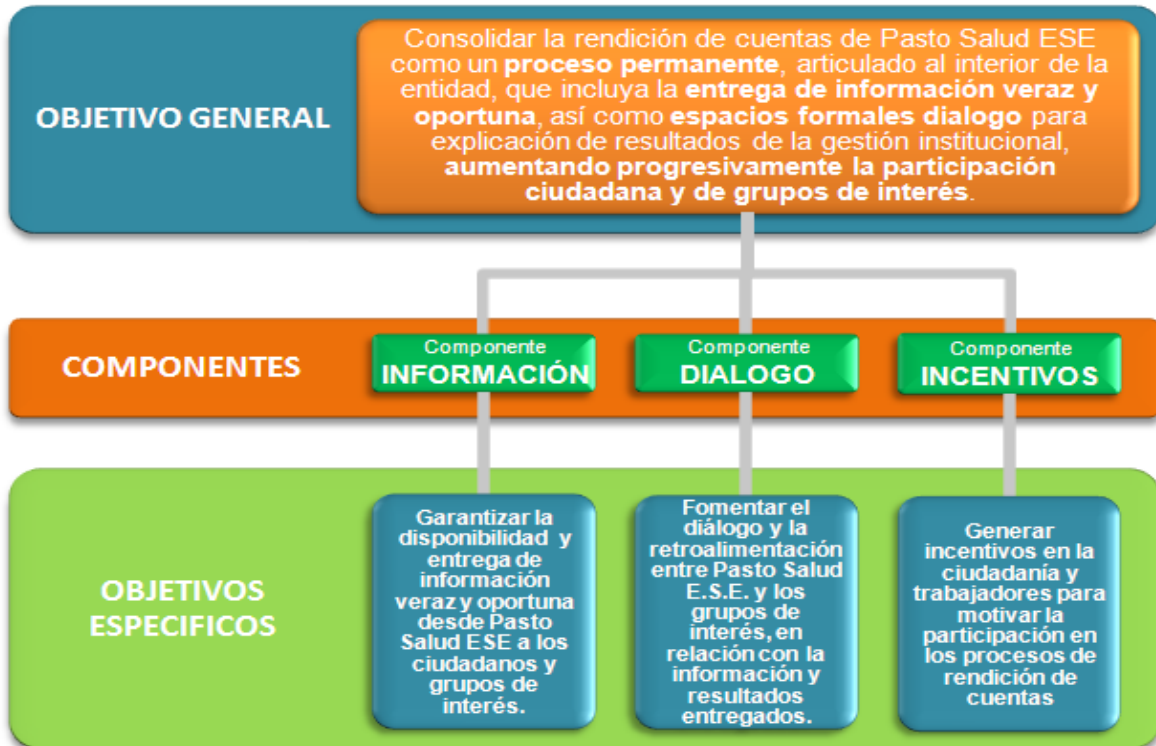 OBJETIVO GENERAL
Consolidar la rendición de cuentas de Pasto Salud ESE
como un proceso permanente, articulado al interior de la
entidad, que incluya la entrega de información veraz y
oportuna, así como espacios formales dialogo para
explicación de resultados de la gestión institucional,
aumentando progresivamente la participación
ciudadana y de grupos de interés.
COMPONENTES
Componente
INFORMACIÓN
Componente
DIALOGO
Componente
INCENTIVOS
OBJETIVOS
ESPECIFICOS
Garantizar la
disponibilidad y
entrega de
información
veraz y oportuna
desde Pasto
Salud ESE a los
ciudadanos y
grupos de
interés.
Fomentar el
diálogo y la
retroalimentación
entre Pasto Salud
E.S.E. y los
grupos de
interés, en
relación con la
información y
resultados
entregados.
Generar
incentivos en la
ciudadanía y
trabajadores para
motivar la
participación en
los procesos de
rendición de
cuentas